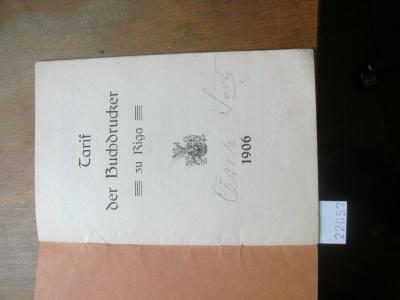 Tarif
der Buchdrucker
zu Riga
1906
22057